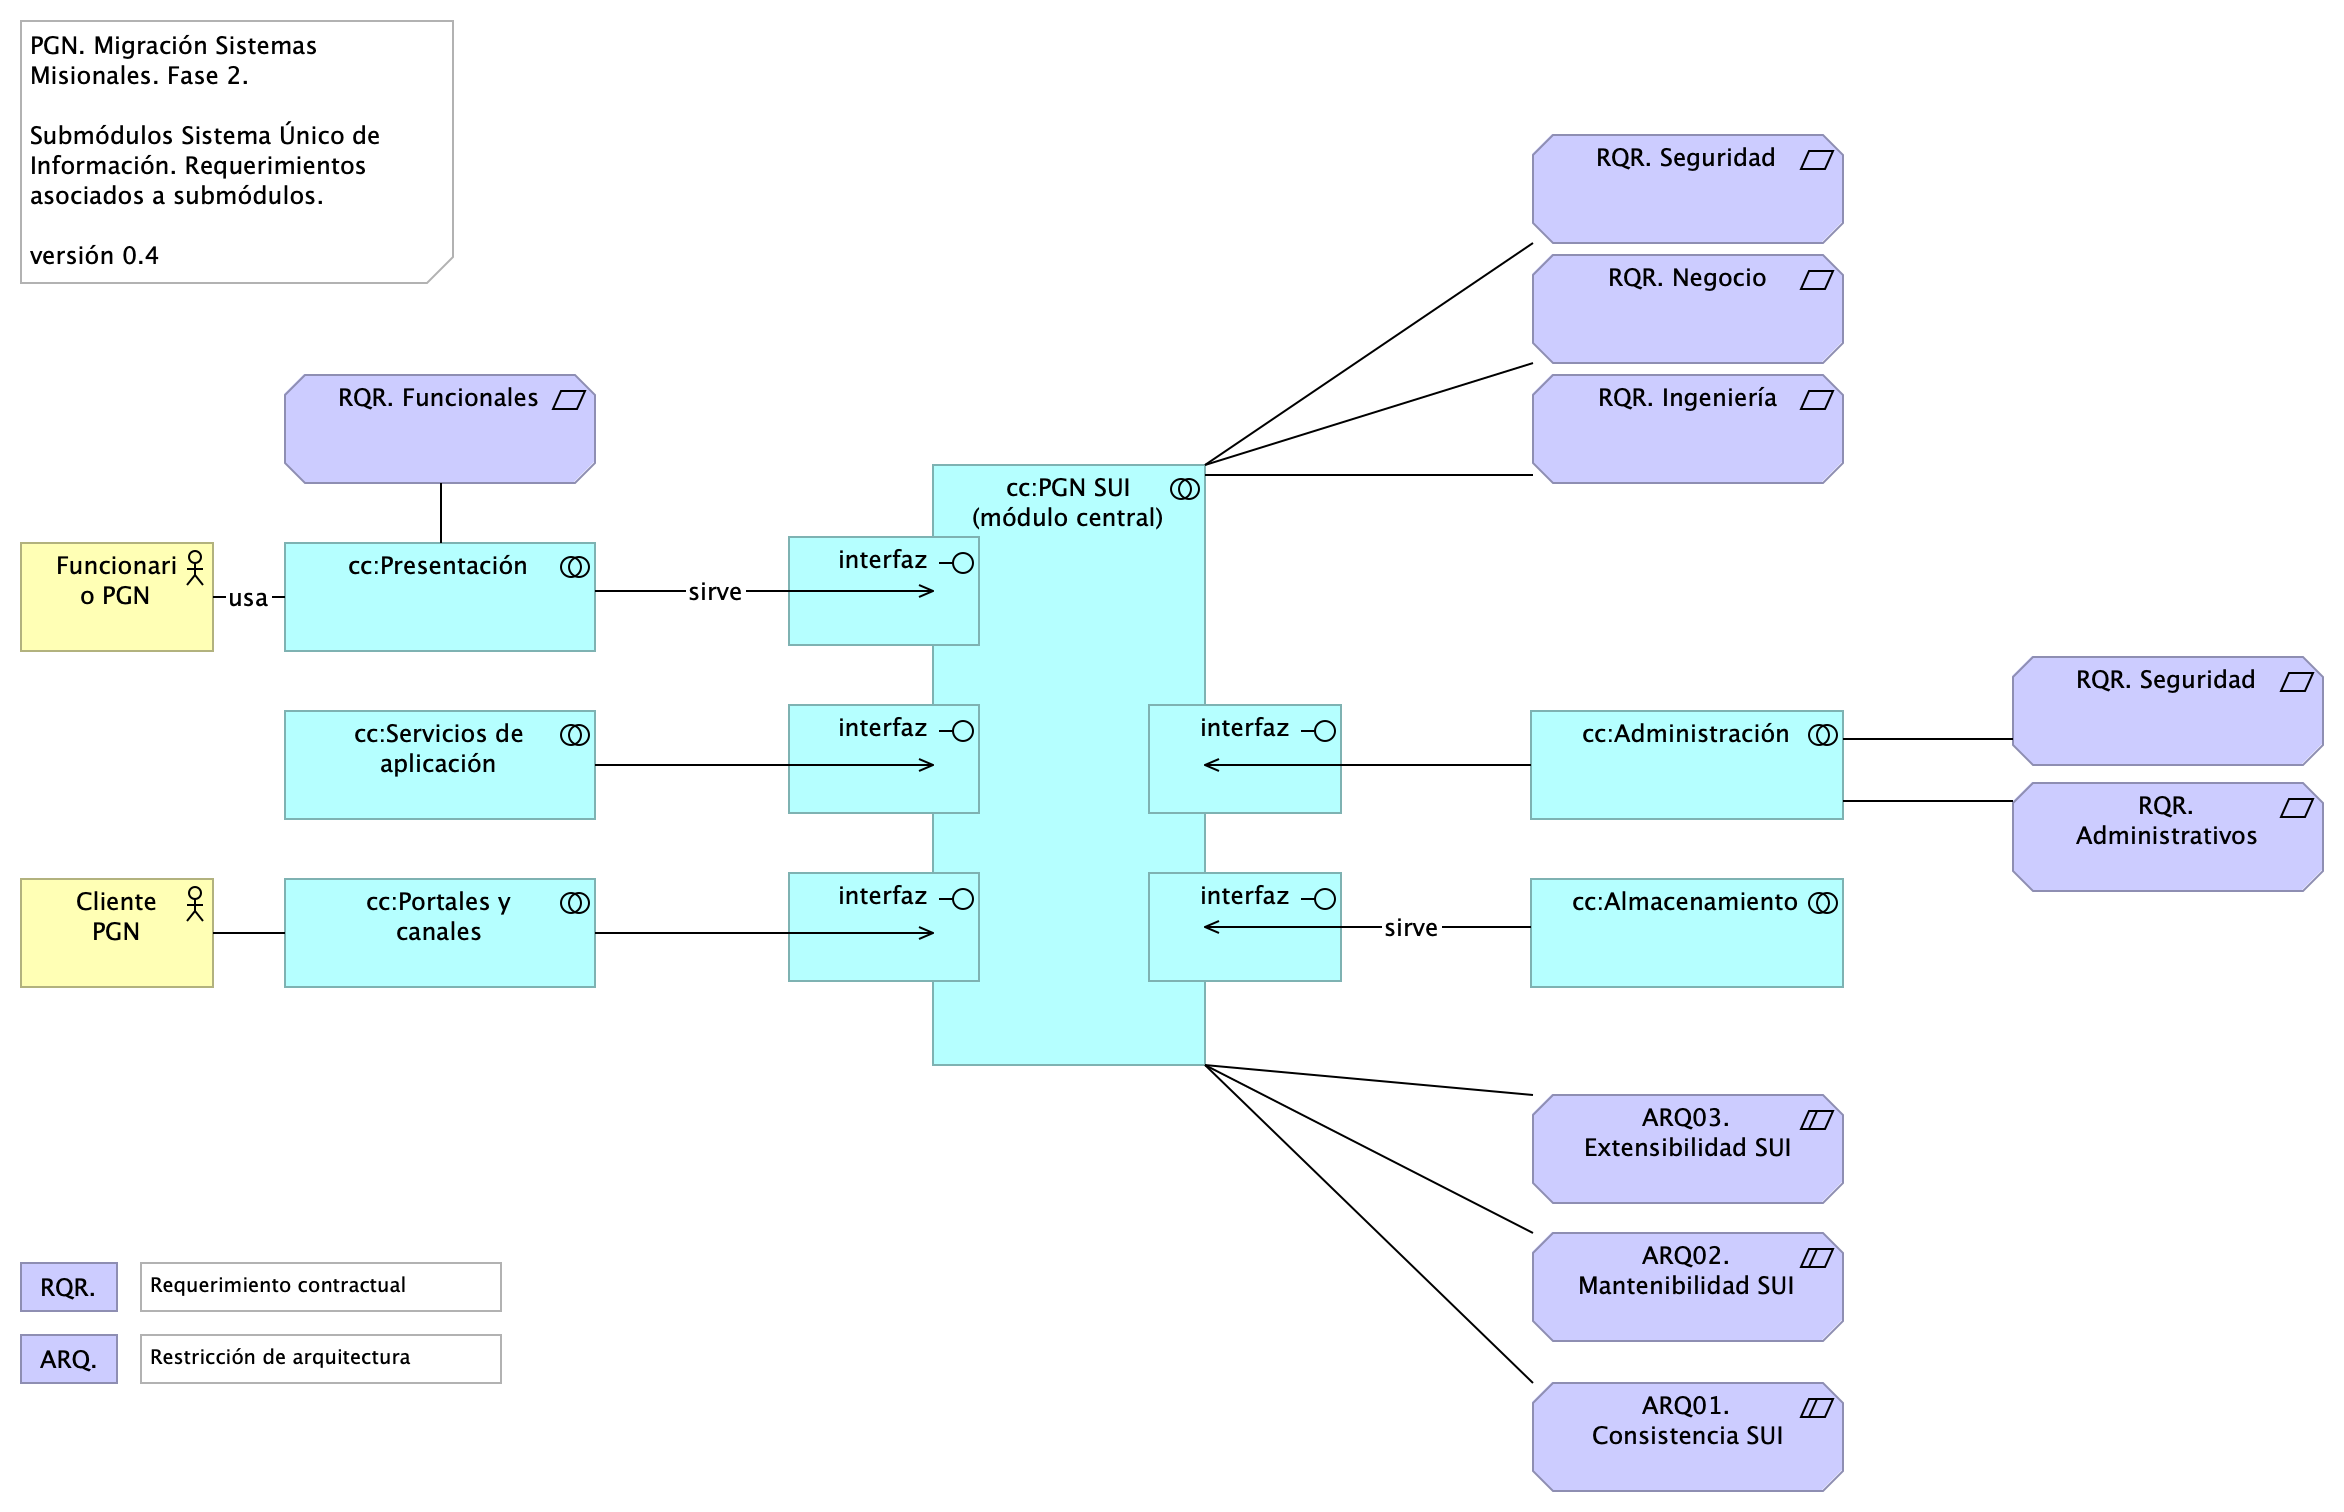 PGN. Migración Sistemas
Misionales. Fase 2.
Submódulos Sistema Único de
Información. Requerimientos
asociados a submódulos.
versión 0.4
RQR. Seguridad
RQR. Negocio
RQR. Ingeniería
RQR. Funcionales
cc:PGN SUI
(módulo central)
Funcionari
o PGN
usa
cc:Presentación
sirve
interfaz
cc:Servicios de
aplicación
interfaz
interfaz
cc:Administración
RQR. Seguridad
RQR.
Administrativos
Cliente
PGN
cc:Portales y
canales
interfaz
interfaz
sirve
cc:Almacenamiento
ARQ03.
Extensibilidad SUI
ARQ02.
Mantenibilidad SUI
ARQ01.
Consistencia SUI
RQR.
Requerimiento contractual
ARQ.
Restricción de arquitectura